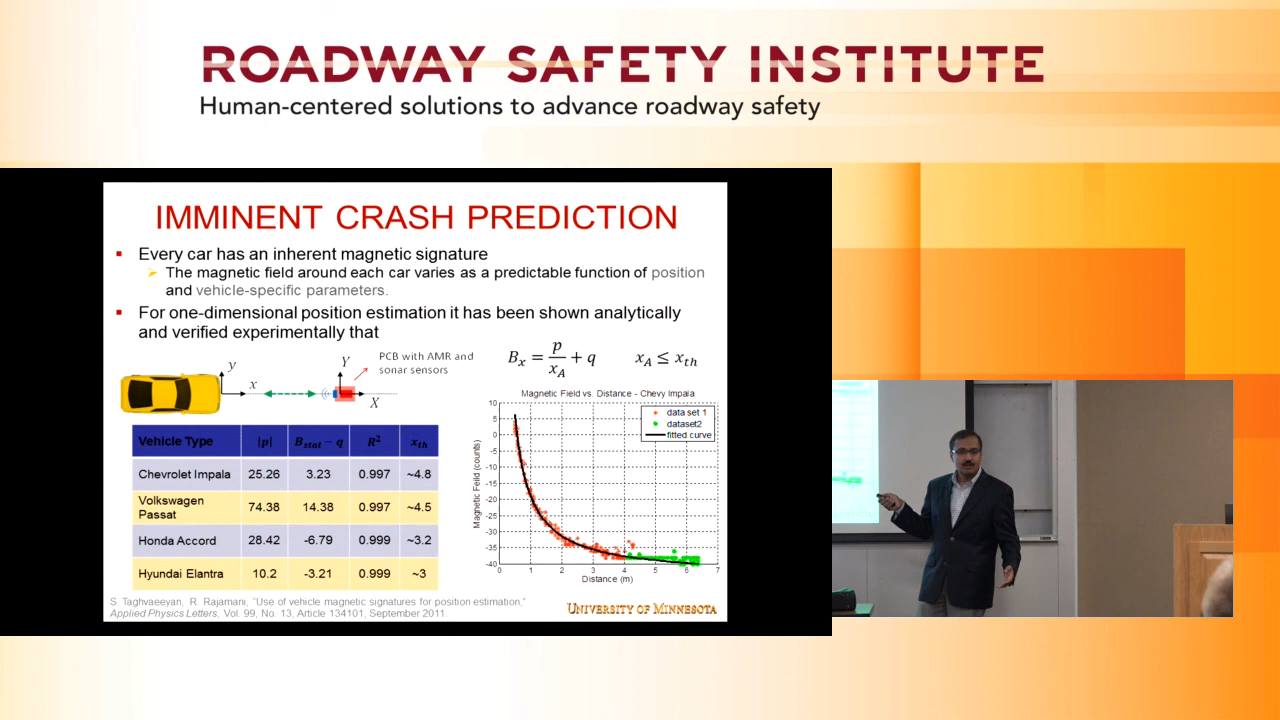 ROADWAY SAFETY INSTITUTE
Human-centered solutions to advance roadway safety
IMMINENT CRASH PREDICTION
Every car has an inherent magnetic signature
The magnetic field around each car varies as a predictable function of position
and vehicle-specific parameters.
For one-dimensional position estimation it has been shown analytically
and verified experimentally that
y
x
Y
X
PCB with AMR and
sonar sensors
B_x = p/x_A + q
x_A ≤ x_th
Vehicle Type |p| B_stat − q R² x_th
Chevrolet Impala 25.26 3.23 0.997 ~4.8
Volkswagen
Passat 74.38 14.38 0.997 ~4.5
Honda Accord 28.42 -6.79 0.999 ~3.2
Hyundai Elantra 10.2 -3.21 0.999 ~3
Magnetic Field vs. Distance - Chevy Impala
data set 1
dataset2
fitted curve
Magnetic Feild (counts)
10
5
0
-5
-10
-15
-20
-25
-30
-35
-40
0 1 2 3 4 5 6 7
Distance (m)
S. Taghvaeeyan, R. Rajamani, "Use of vehicle magnetic signatures for position estimation,"
Applied Physics Letters, Vol. 99, No. 13, Article 134101, September 2011.
UNIVERSITY OF MINNESOTA